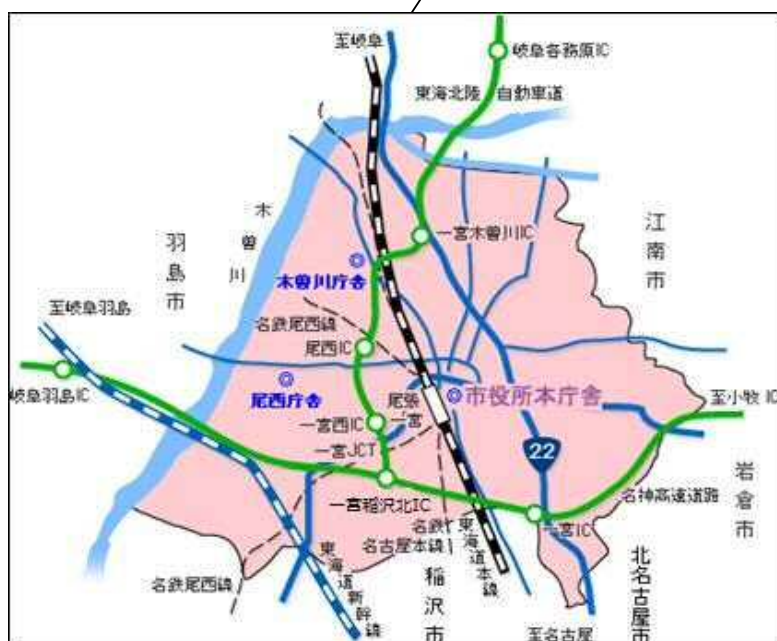 至岐阜
岐阜各務原IC
東海北陸
自動車道
木曽川
羽島市
江南市
一宮木曽川IC
木曽川庁舎
至岐阜羽島
名鉄尾西線
尾西IC
岐阜羽島IC
尾西庁舎
尾張一宮
市役所本庁舎
至小牧IC
一宮西IC
一宮JCT
22
岩倉市
一宮稲沢北IC
名神高速道路
名鉄
名古屋本線
東海道本線
一宮IC
名鉄尾西線
東海道新幹線
稲沢市
北名古屋市
至名古屋